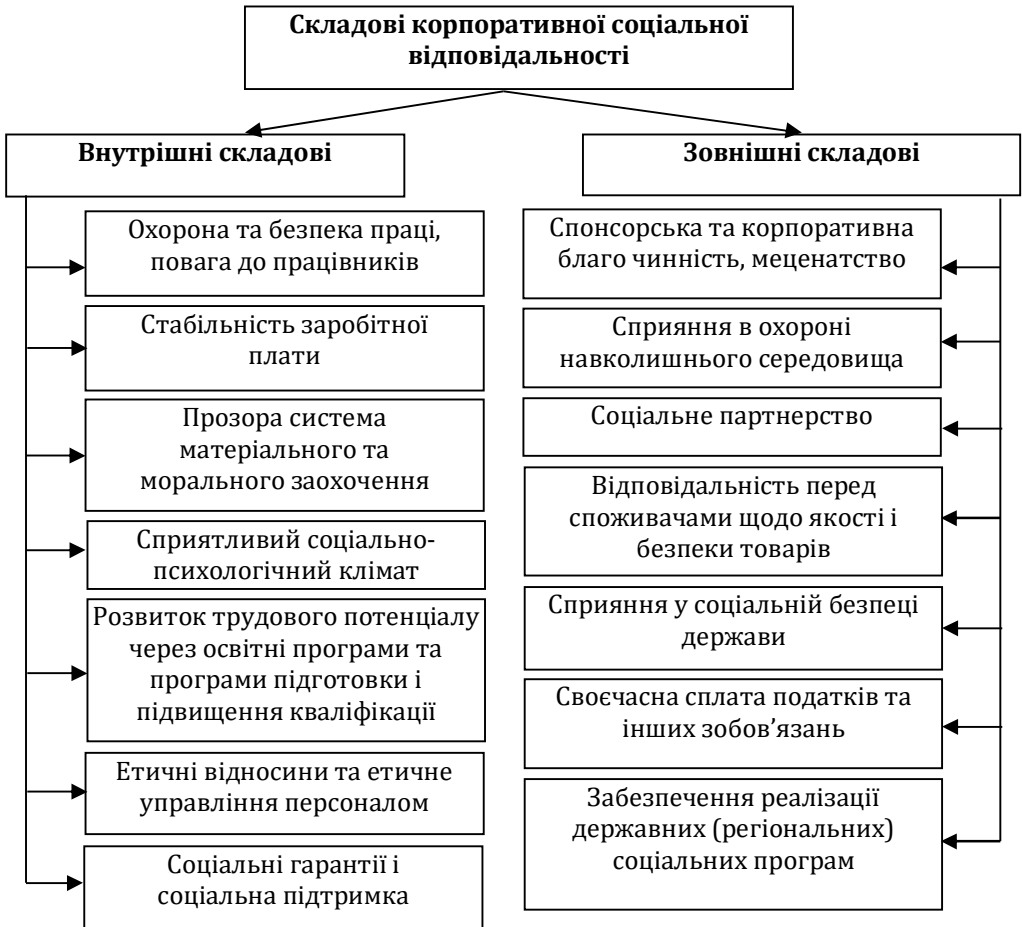 Складові корпоративної соціальної
відповідальності
Внутрішні складові
Охорона та безпека праці,
повага до працівників
Стабільність заробітної
плати
Прозора система
матеріального та
морального заохочення
Сприятливий соціально-
психологічний клімат
Розвиток трудового потенціалу
через освітні програми та
програми підготовки і
підвищення кваліфікації
Етичні відносини та етичне
управління персоналом
Соціальні гарантії і
соціальна підтримка
Зовнішні складові
Спонсорська та корпоративна
благо чинність, меценатство
Сприяння в охороні
навколишнього середовища
Соціальне партнерство
Відповідальність перед
споживачами щодо якості і
безпеки товарів
Сприяння у соціальній безпеці
держави
Своєчасна сплата податків та
інших зобов’язань
Забезпечення реалізації
державних (регіональних)
соціальних програм